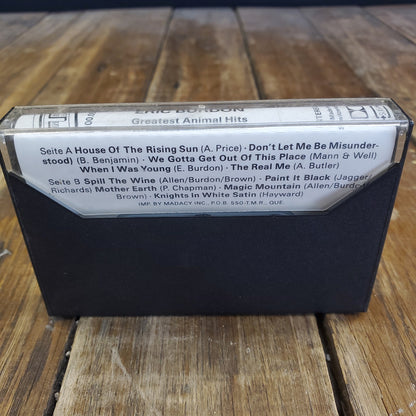 ERIC BURDON
Greatest Animal Hits
Seite A House Of The Rising Sun (A. Price) · Don't Let Me Be Misunder-
stood) (B. Benjamin) · We Gotta Get Out Of This Place (Mann & Well)
When I Was Young (E. Burdon) · The Real Me (A. Butler)
Seite B Spill The Wine (Allen/Burdon/Brown) · Paint It Black (Jagger/
Richards) Mother Earth (P. Chapman) · Magic Mountain (Allen/Burdon
Brown) · Knights In White Satin (Hayward)
IMP. BY MADACY INC., P.O.B. 550-T.M.R., QUE.